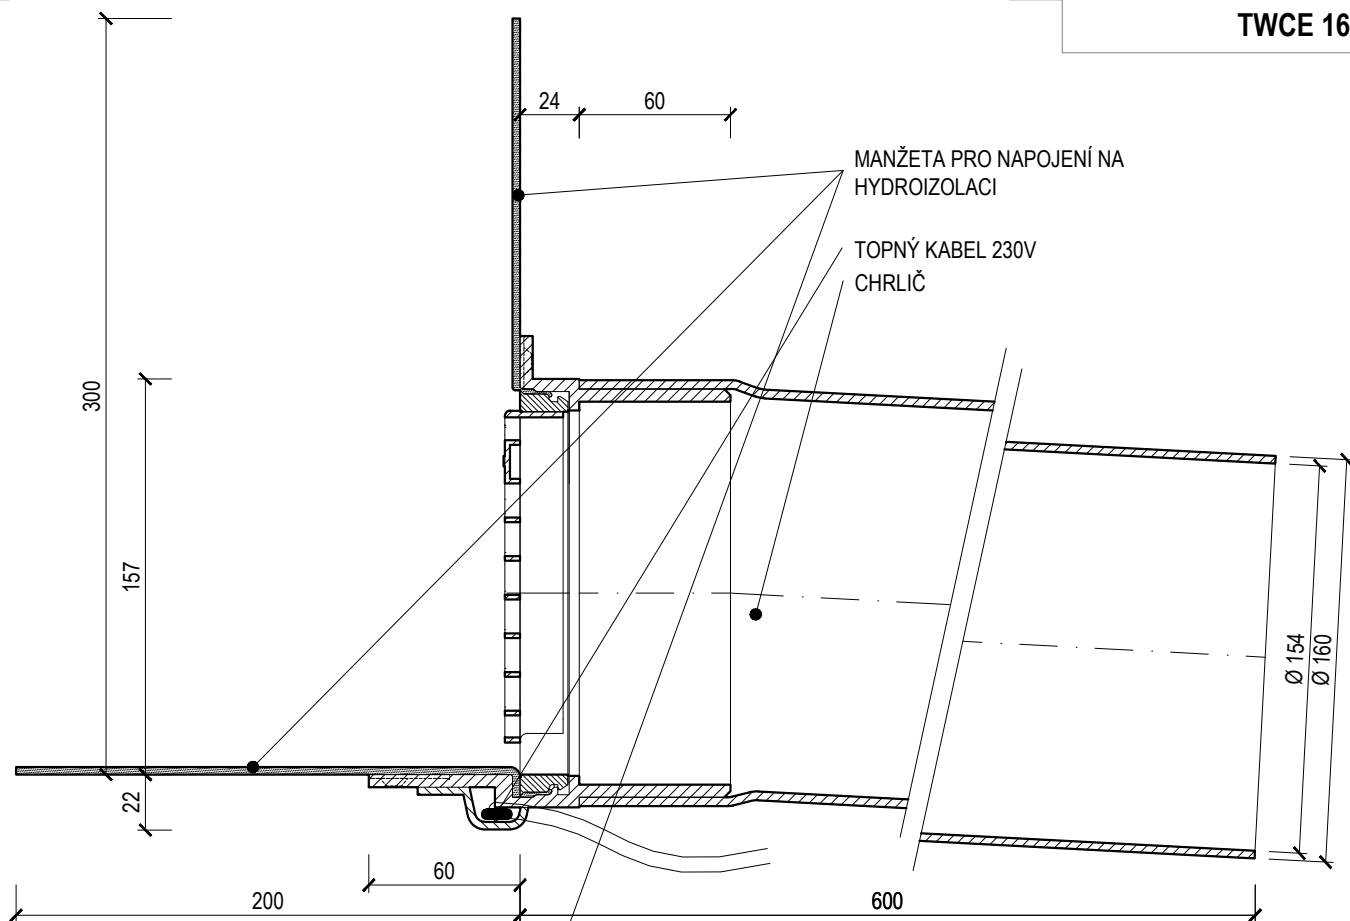 TWCE 16
24
60
MANŽETA PRO NAPOJENÍ NA
HYDROIZOLACI
TOPNÝ KABEL 230V
CHRLIČ
300
157
22
Ø 154
Ø 160
60
200
600